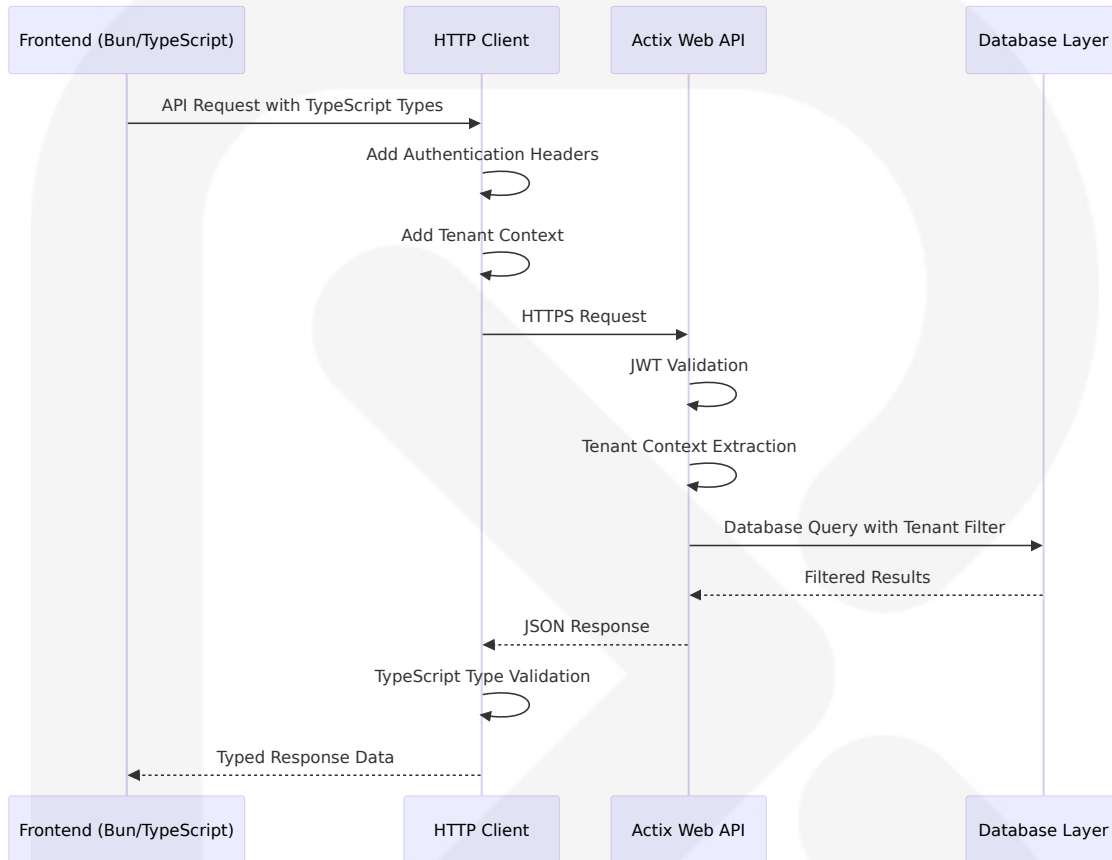 Frontend (Bun/TypeScript)
HTTP Client
Actix Web API
Database Layer
API Request with TypeScript Types
Add Authentication Headers
Add Tenant Context
HTTPS Request
JWT Validation
Tenant Context Extraction
Database Query with Tenant Filter
Filtered Results
JSON Response
TypeScript Type Validation
Typed Response Data
Frontend (Bun/TypeScript)
HTTP Client
Actix Web API
Database Layer